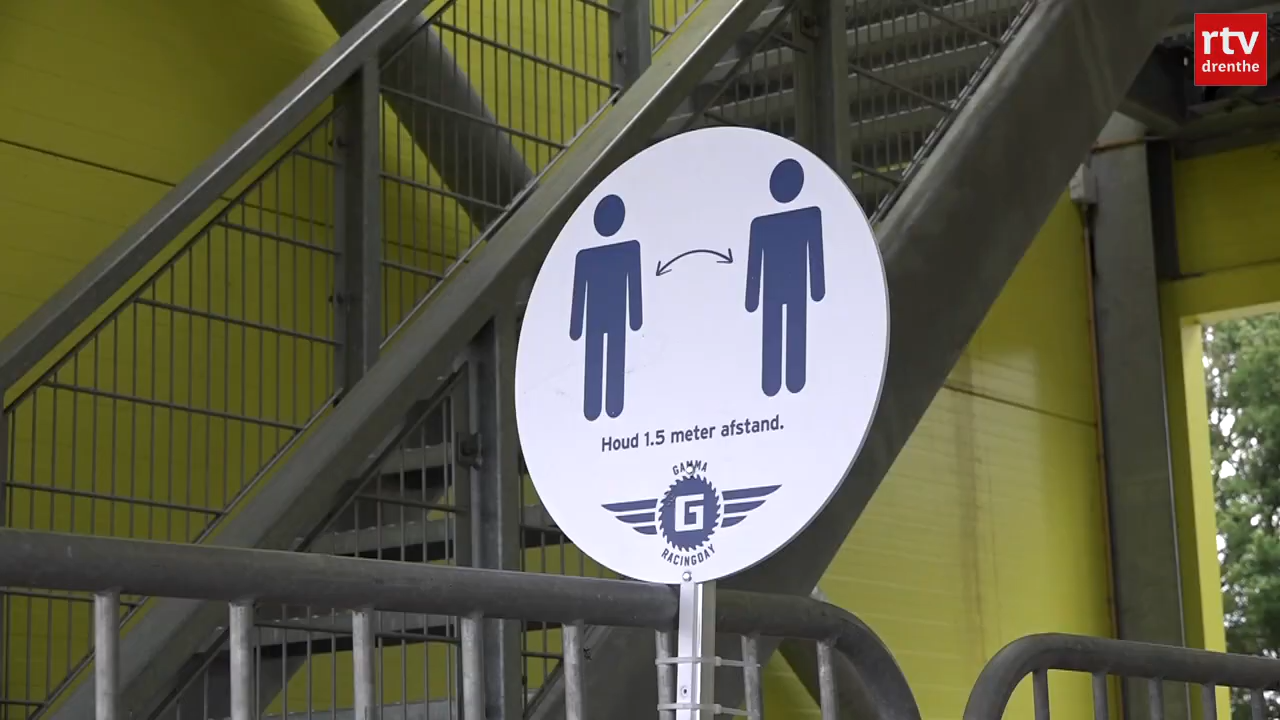 rtv
drenthe
Houd 1.5 meter afstand.
GAMMA
G
RACINGDAY